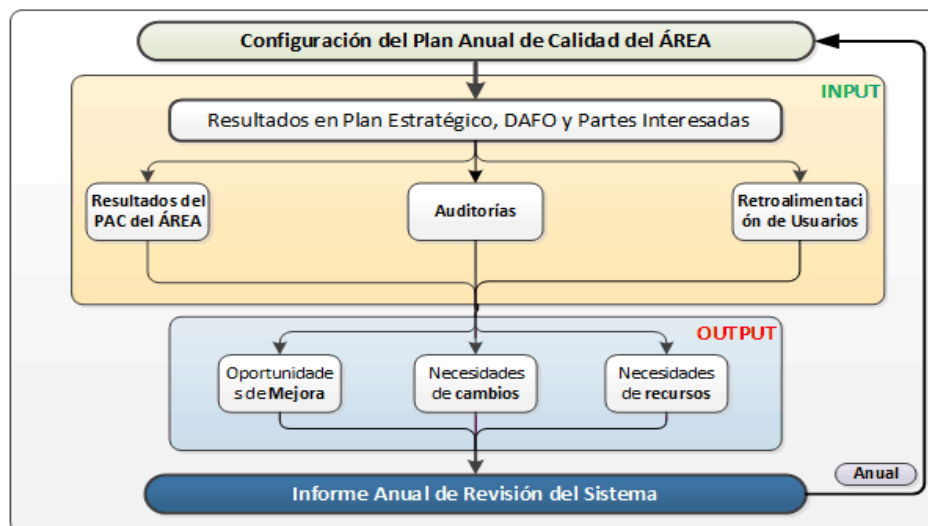 Configuración del Plan Anual de Calidad del ÁREA
INPUT
Resultados en Plan Estratégico, DAFO y Partes Interesadas
Resultados del
PAC del ÁREA
Auditorías
Retroalimentaci
ón de Usuarios
OUTPUT
Oportunidade
s de Mejora
Necesidades
de cambios
Necesidades
de recursos
Anual
Informe Anual de Revisión del Sistema